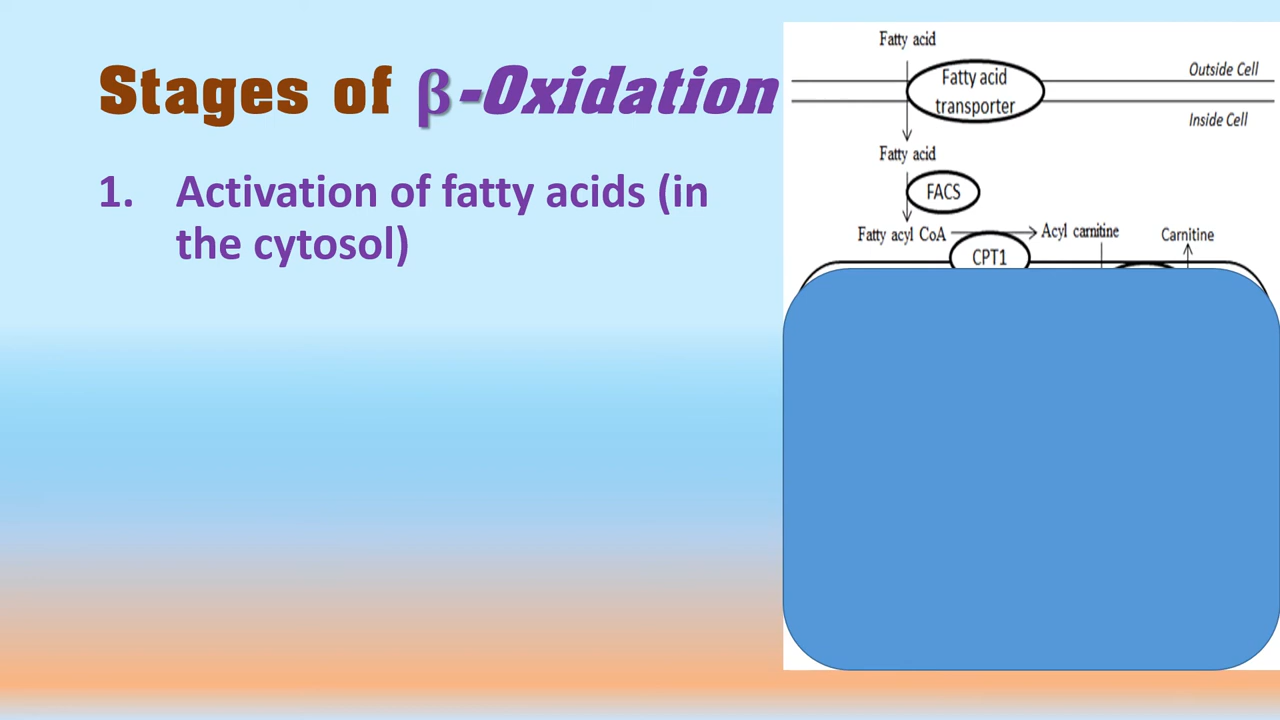 Stages of β-Oxidation
1. Activation of fatty acids (in
the cytosol)
Fatty acid
Fatty acid
transporter
Outside Cell
Inside Cell
Fatty acid
FACS
Fatty acyl CoA
Acyl carnitine
Carnitine
CPT1